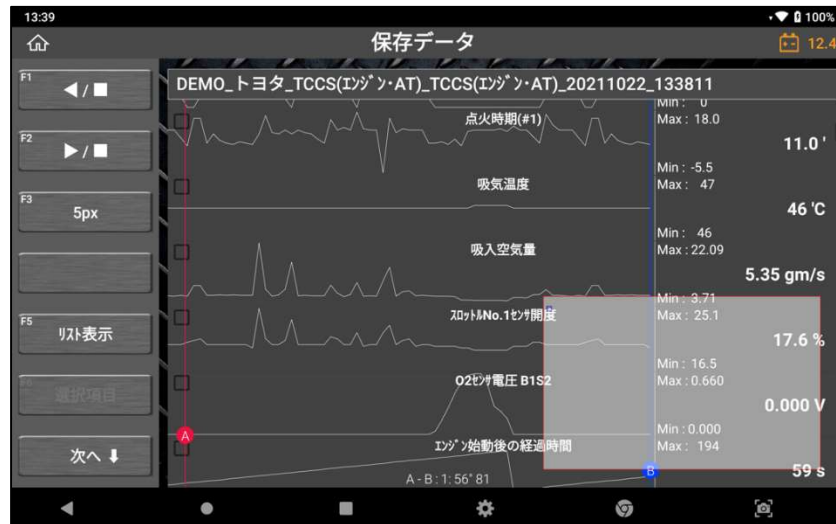 13:39
100%
保存データ
12.4
F1
◀/■
F2
▶/■
F3
5px
F5
リスト表示
F6
選択項目
次へ⬇
DEMO_トヨタ_TCCS(エンジン・AT)_TCCS(エンジン・AT)_20211022_133811
Min : 0
点火時期(#1)
Max : 18.0
11.0 '
Min : -5.5
吸気温度
Max : 47
46 'C
Min : 46
吸入空気量
Max : 22.09
5.35 gm/s
Min : 3.71
スロットルNo.1センサ開度
Max : 25.1
17.6 %
Min : 16.5
O2センサ電圧 B1S2
Max : 0.660
0.000 V
Min : 0.000
A
エンジン始動後の経過時間
Max : 194
A - B : 1: 56" 81
B
59 s